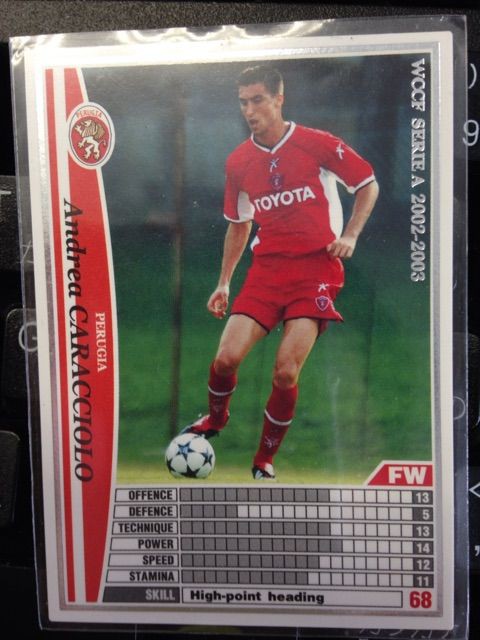 WCCF SERIE A 2002-2003
PERUGIA
PERUGIA
Andrea CARACCIOLO
TOYOTA
FW
OFFENCE 13
DEFENCE 5
TECHNIQUE 13
POWER 14
SPEED 12
STAMINA 11
SKILL High-point heading 68
9